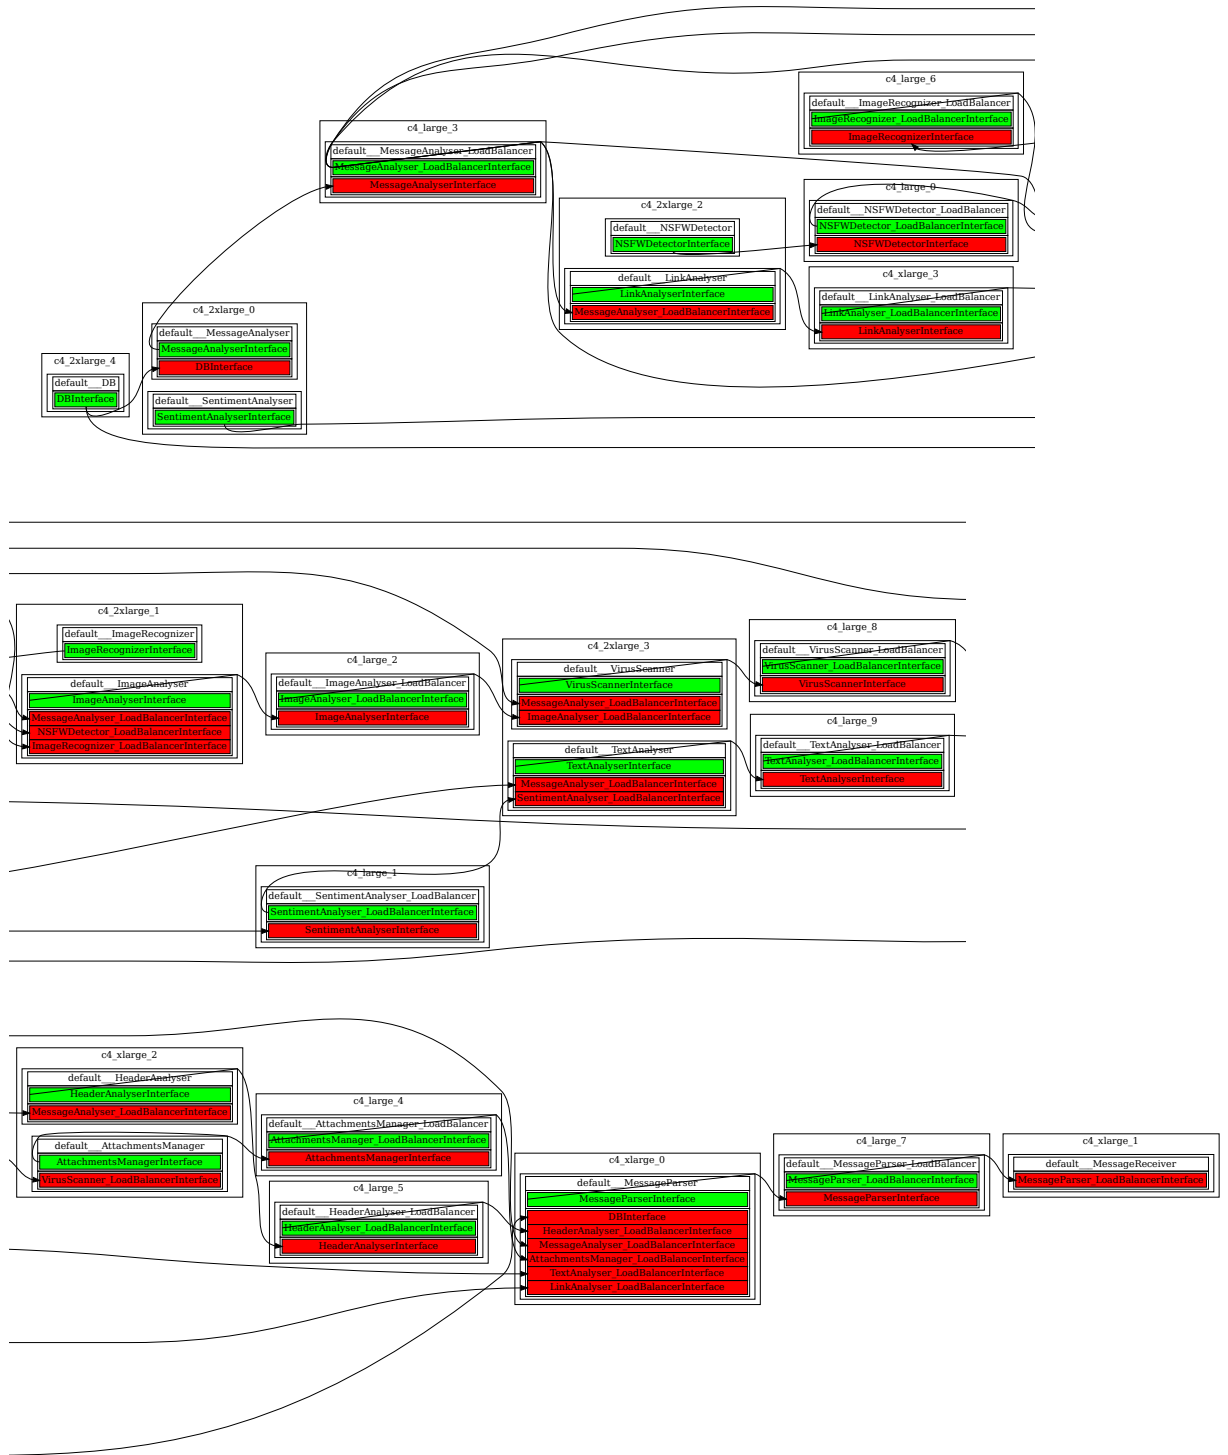 c4_large_6
default___ImageRecognizer_LoadBalancer
ImageRecognizer_LoadBalancerInterface
ImageRecognizerInterface
c4_large_3
default___MessageAnalyser_LoadBalancer
MessageAnalyser_LoadBalancerInterface
MessageAnalyserInterface
c4_large_0
default___NSFWDetector_LoadBalancer
NSFWDetector_LoadBalancerInterface
NSFWDetectorInterface
c4_2xlarge_2
default___NSFWDetector
NSFWDetectorInterface
default___LinkAnalyser
LinkAnalyserInterface
MessageAnalyser_LoadBalancerInterface
c4_xlarge_3
default___LinkAnalyser_LoadBalancer
LinkAnalyser_LoadBalancerInterface
LinkAnalyserInterface
c4_2xlarge_0
default___MessageAnalyser
MessageAnalyserInterface
DBInterface
default___SentimentAnalyser
SentimentAnalyserInterface
c4_2xlarge_4
default___DB
DBInterface
c4_2xlarge_1
default___ImageRecognizer
ImageRecognizerInterface
default___ImageAnalyser
ImageAnalyserInterface
MessageAnalyser_LoadBalancerInterface
NSFWDetector_LoadBalancerInterface
ImageRecognizer_LoadBalancerInterface
c4_large_2
default___ImageAnalyser_LoadBalancer
ImageAnalyser_LoadBalancerInterface
ImageAnalyserInterface
c4_2xlarge_3
default___VirusScanner
VirusScannerInterface
MessageAnalyser_LoadBalancerInterface
ImageAnalyser_LoadBalancerInterface
default___TextAnalyser
TextAnalyserInterface
MessageAnalyser_LoadBalancerInterface
SentimentAnalyser_LoadBalancerInterface
c4_large_8
default___VirusScanner_LoadBalancer
VirusScanner_LoadBalancerInterface
VirusScannerInterface
c4_large_9
default___TextAnalyser_LoadBalancer
TextAnalyser_LoadBalancerInterface
TextAnalyserInterface
c4_large_1
default___SentimentAnalyser_LoadBalancer
SentimentAnalyser_LoadBalancerInterface
SentimentAnalyserInterface
c4_xlarge_2
default___HeaderAnalyser
HeaderAnalyserInterface
MessageAnalyser_LoadBalancerInterface
default___AttachmentsManager
AttachmentsManagerInterface
VirusScanner_LoadBalancerInterface
c4_large_4
default___AttachmentsManager_LoadBalancer
AttachmentsManager_LoadBalancerInterface
AttachmentsManagerInterface
c4_large_5
default___HeaderAnalyser_LoadBalancer
HeaderAnalyser_LoadBalancerInterface
HeaderAnalyserInterface
c4_xlarge_0
default___MessageParser
MessageParserInterface
DBInterface
HeaderAnalyser_LoadBalancerInterface
MessageAnalyser_LoadBalancerInterface
AttachmentsManager_LoadBalancerInterface
TextAnalyser_LoadBalancerInterface
LinkAnalyser_LoadBalancerInterface
c4_large_7
default___MessageParser_LoadBalancer
MessageParser_LoadBalancerInterface
MessageParserInterface
c4_xlarge_1
default___MessageReceiver
MessageParser_LoadBalancerInterface